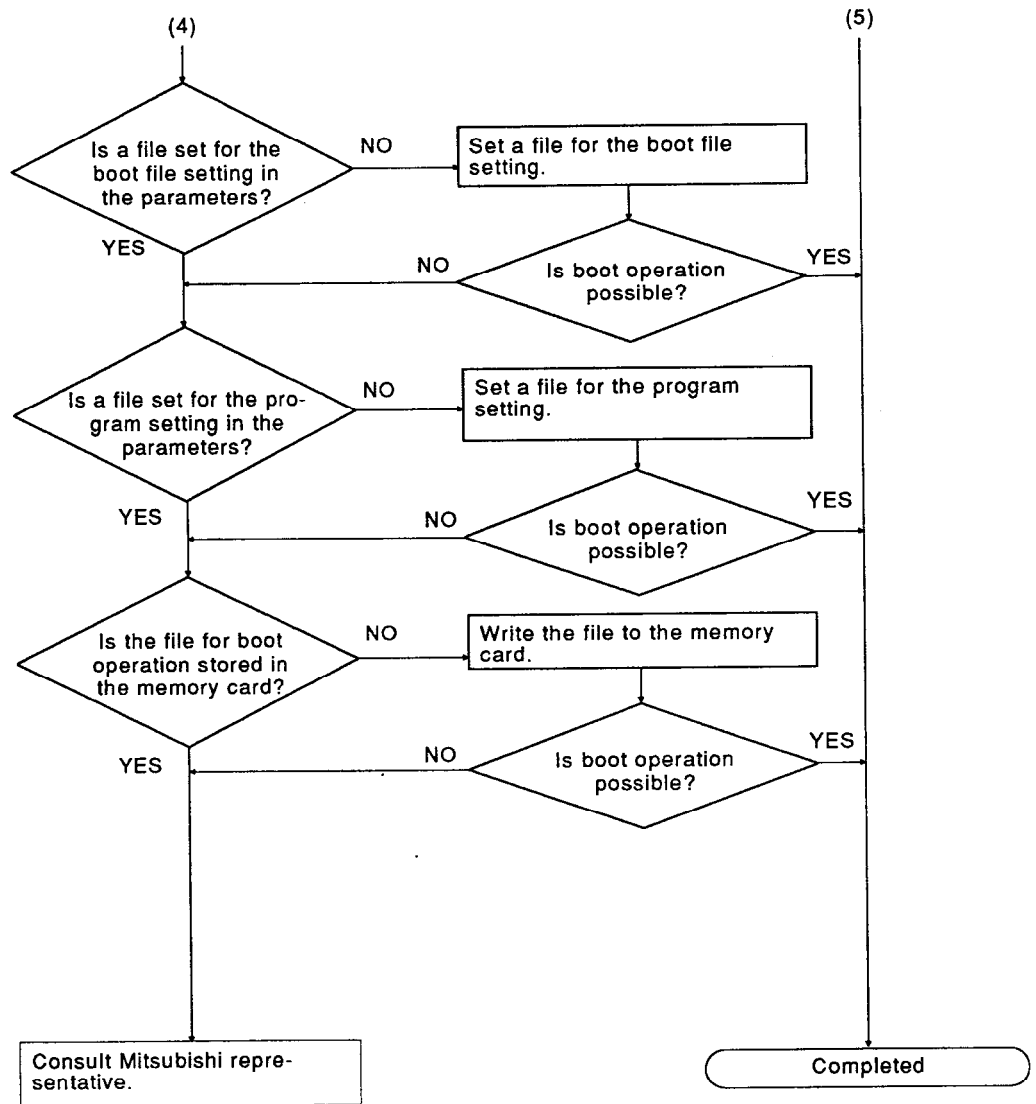 (4)
(5)
Is a file set for the
boot file setting in
the parameters?
NO
Set a file for the boot file
setting.
YES
NO
Is boot operation
possible?
YES
Is a file set for the pro-
gram setting in the
parameters?
NO
Set a file for the program
setting.
YES
NO
Is boot operation
possible?
YES
Is the file for boot
operation stored in
the memory card?
NO
Write the file to the memory
card.
YES
NO
Is boot operation
possible?
YES
Consult Mitsubishi repre-
sentative.
Completed